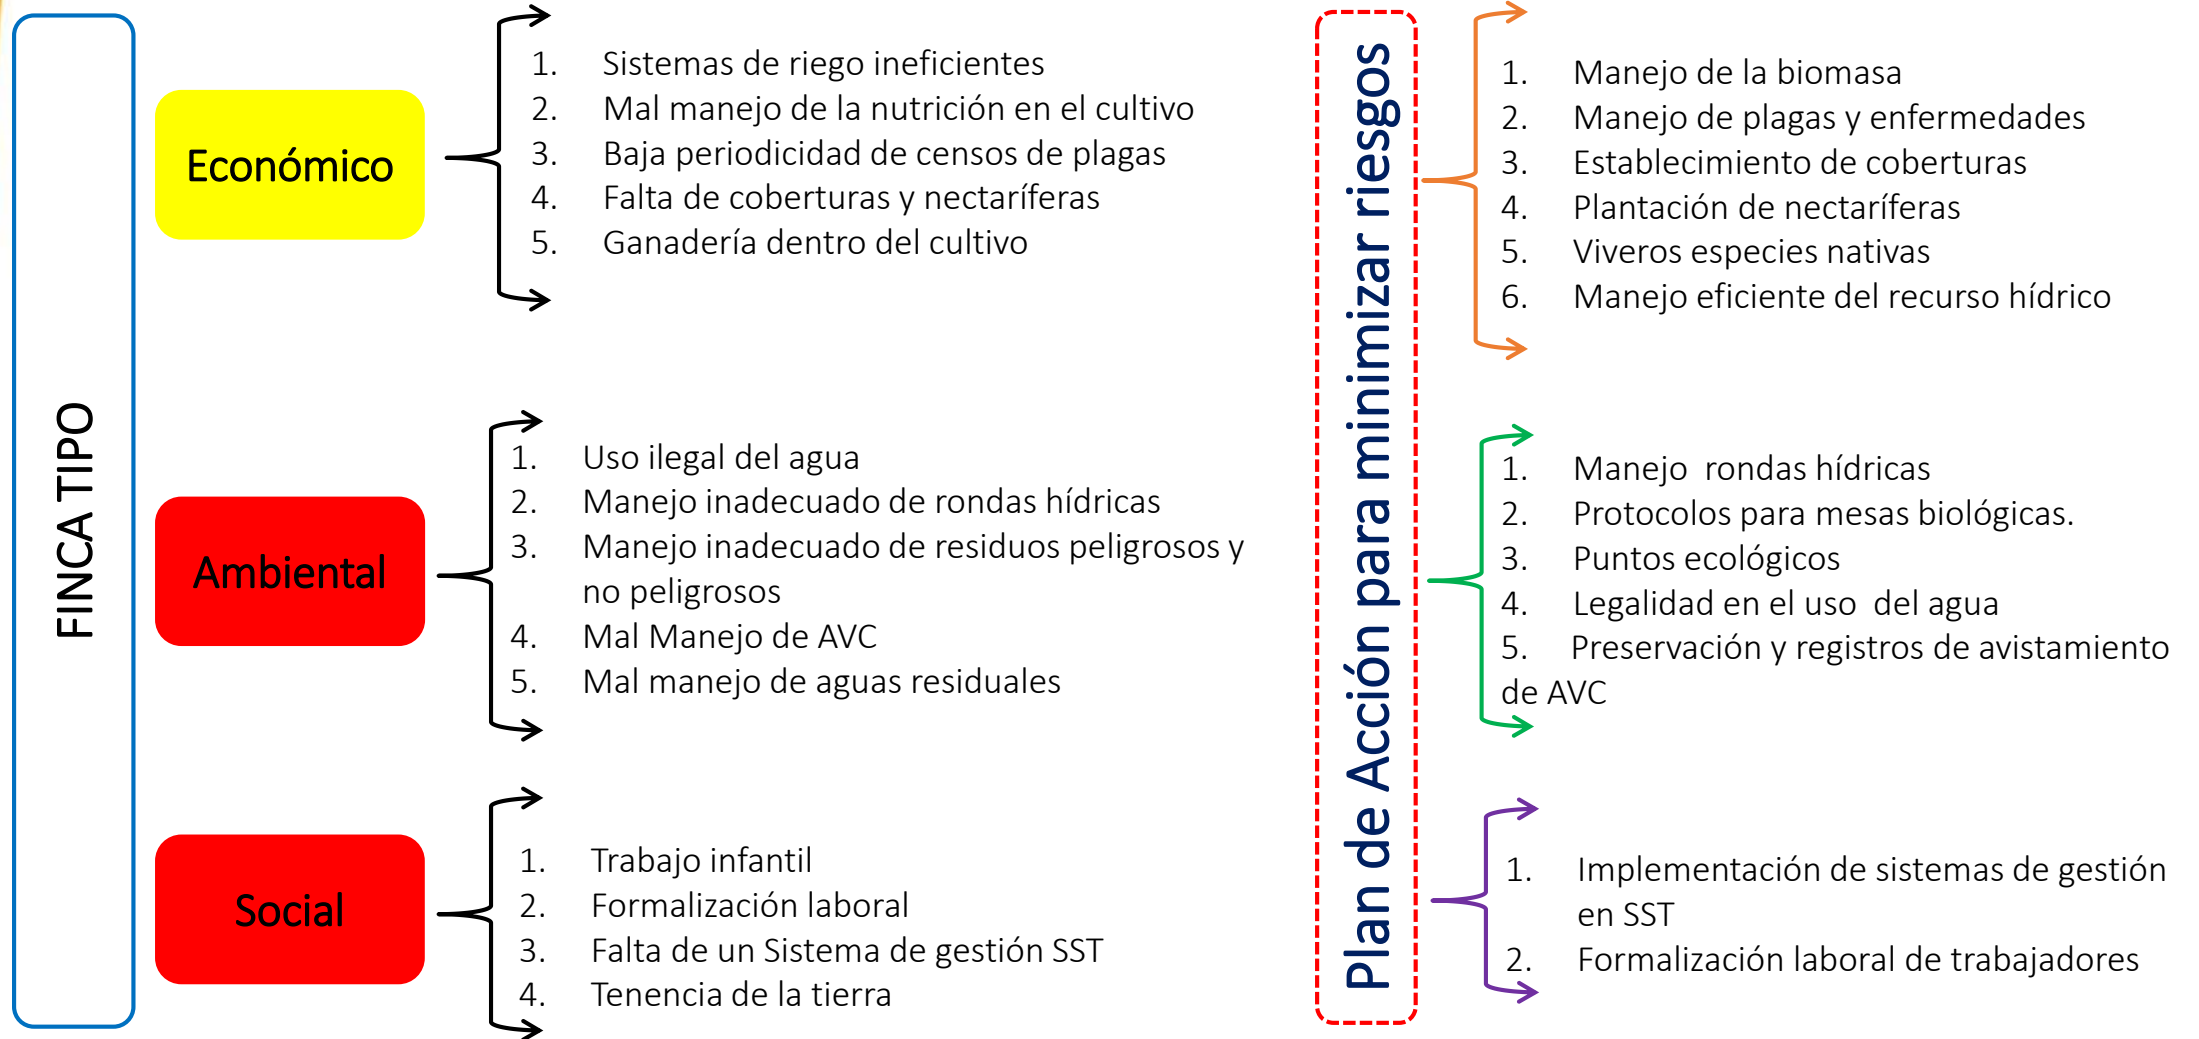 FINCA TIPO
Económico
1. Sistemas de riego ineficientes
2. Mal manejo de la nutrición en el cultivo
3. Baja periodicidad de censos de plagas
4. Falta de coberturas y nectaríferas
5. Ganadería dentro del cultivo
Ambiental
1. Uso ilegal del agua
2. Manejo inadecuado de rondas hídricas
3. Manejo inadecuado de residuos peligrosos y
no peligrosos
4. Mal Manejo de AVC
5. Mal manejo de aguas residuales
Social
1. Trabajo infantil
2. Formalización laboral
3. Falta de un Sistema de gestión SST
4. Tenencia de la tierra
Plan de Acción para minimizar riesgos
1. Manejo de la biomasa
2. Manejo de plagas y enfermedades
3. Establecimiento de coberturas
4. Plantación de nectaríferas
5. Viveros especies nativas
6. Manejo eficiente del recurso hídrico
1. Manejo rondas hídricas
2. Protocolos para mesas biológicas.
3. Puntos ecológicos
4. Legalidad en el uso del agua
5. Preservación y registros de avistamiento
de AVC
1. Implementación de sistemas de gestión
en SST
2. Formalización laboral de trabajadores